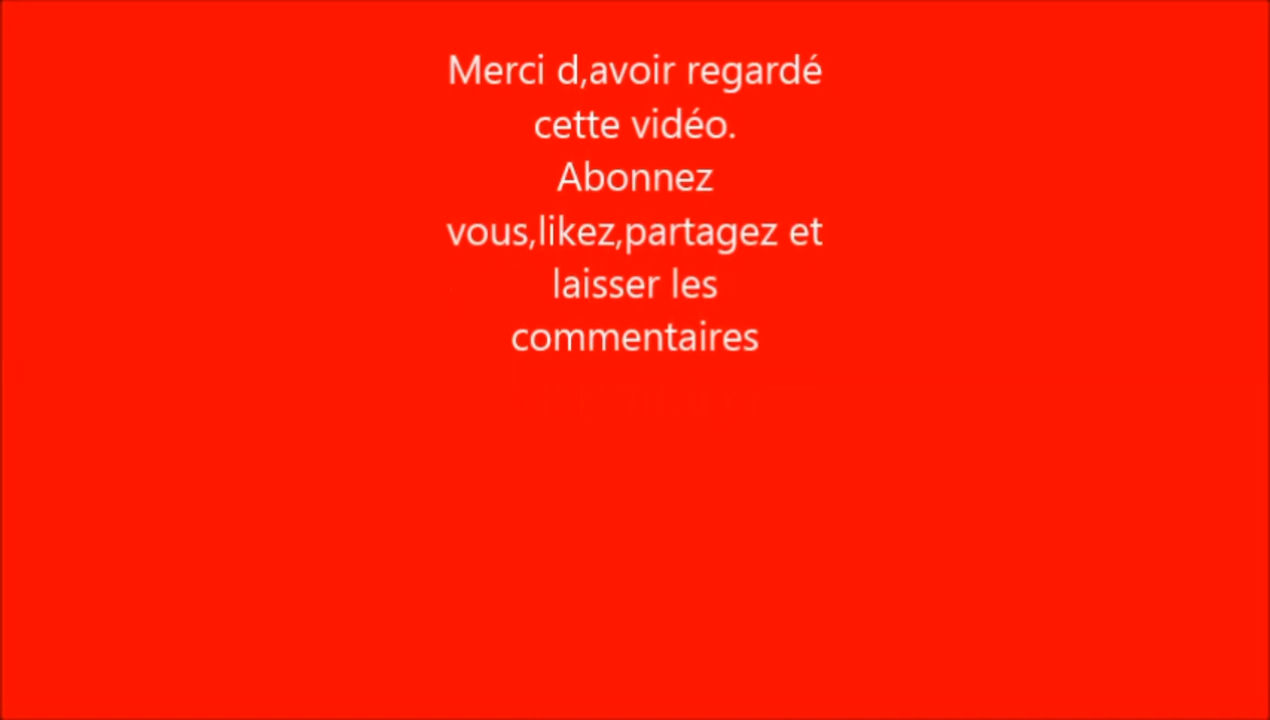 Merci d,avoir regardé
cette vidéo.
Abonnez
vous,likez,partagez et
laisser les
commentaires